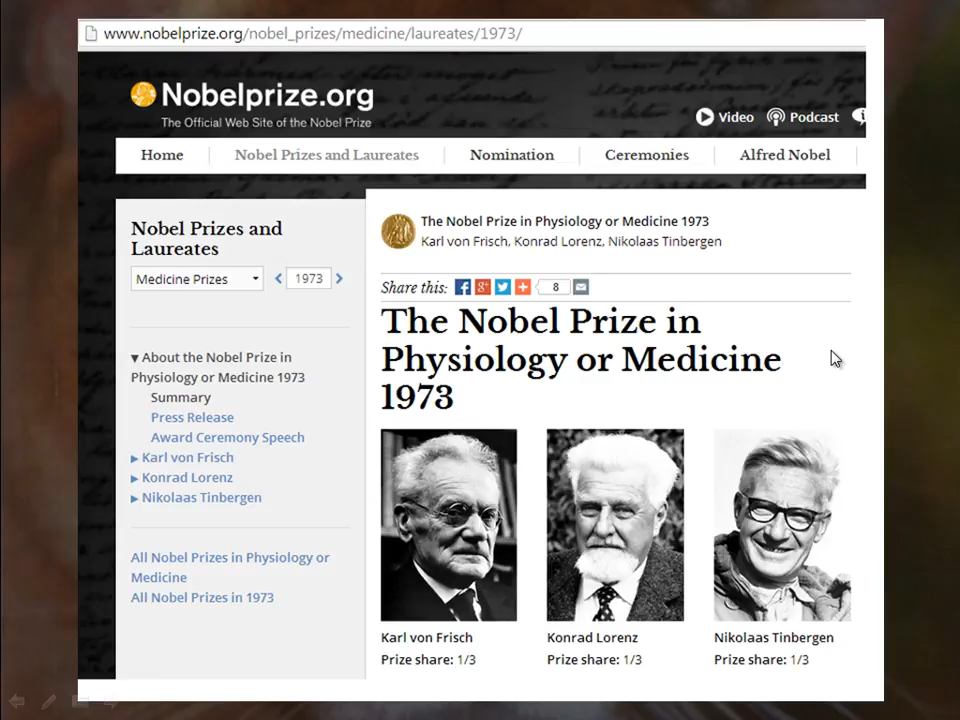 www.nobelprize.org/nobel_prizes/medicine/laureates/1973/
Nobelprize.org
The Official Web Site of the Nobel Prize
Video
Podcast
Home
Nobel Prizes and Laureates
Nomination
Ceremonies
Alfred Nobel
Nobel Prizes and
Laureates
Medicine Prizes
1973
About the Nobel Prize in
Physiology or Medicine 1973
Summary
Press Release
Award Ceremony Speech
Karl von Frisch
Konrad Lorenz
Nikolaas Tinbergen
All Nobel Prizes in Physiology or
Medicine
All Nobel Prizes in 1973
The Nobel Prize in Physiology or Medicine 1973
Karl von Frisch, Konrad Lorenz, Nikolaas Tinbergen
Share this:
8
The Nobel Prize in
Physiology or Medicine
1973
Karl von Frisch
Prize share: 1/3
Konrad Lorenz
Prize share: 1/3
Nikolaas Tinbergen
Prize share: 1/3